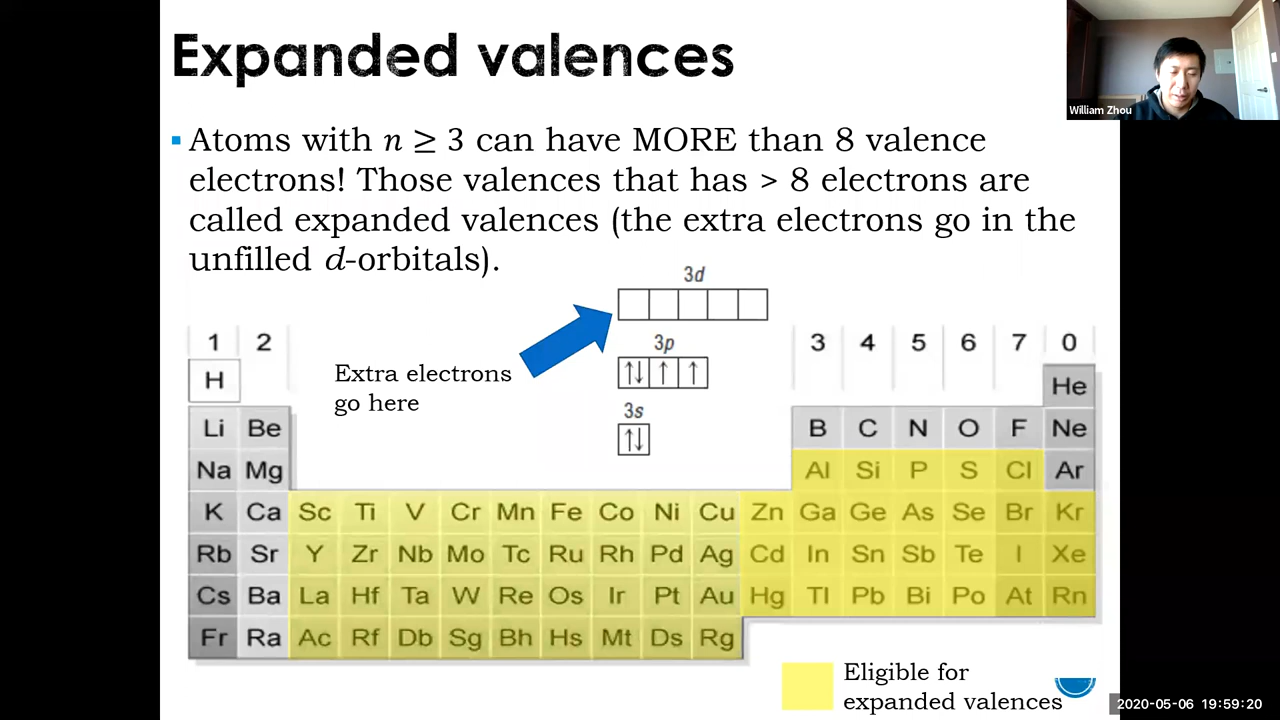 Expanded valences
William Zhou
▪ Atoms with n ≥ 3 can have MORE than 8 valence
electrons! Those valences that has > 8 electrons are
called expanded valences (the extra electrons go in the
unfilled d-orbitals).
3d
3p
↑↓ ↑ ↑
3s
↑↓
Extra electrons
go here
1 2 3 4 5 6 7 0
H He
Li Be B C N O F Ne
Na Mg Al Si P S Cl Ar
K Ca Sc Ti V Cr Mn Fe Co Ni Cu Zn Ga Ge As Se Br Kr
Rb Sr Y Zr Nb Mo Tc Ru Rh Pd Ag Cd In Sn Sb Te I Xe
Cs Ba La Hf Ta W Re Os Ir Pt Au Hg Tl Pb Bi Po At Rn
Fr Ra Ac Rf Db Sg Bh Hs Mt Ds Rg
Eligible for
expanded valences
2020-05-06 19:59:20